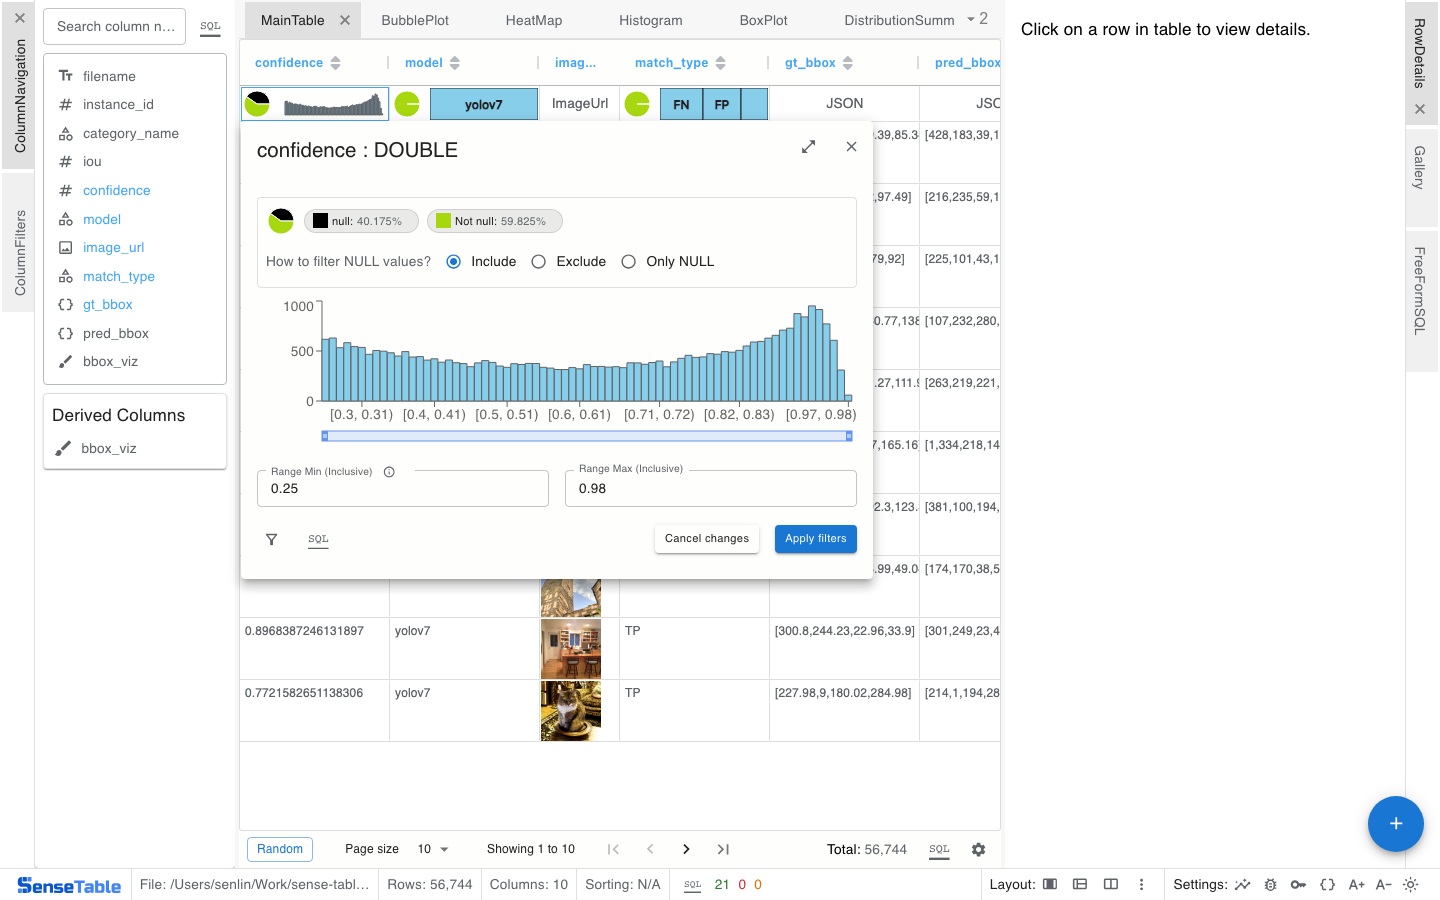 ColumnNavigation
ColumnFilters
Search column n...
SQL
filename
instance_id
category_name
iou
confidence
model
image_url
match_type
gt_bbox
pred_bbox
bbox_viz
Derived Columns
bbox_viz
MainTable
BubblePlot
HeatMap
Histogram
BoxPlot
DistributionSumm
2
confidence
model
imag...
match_type
gt_bbox
pred_bbox
yolov7
ImageUrl
FN
FP
JSON
JSC
.39,85.3
[428,183,39,1
,97.49]
[216,235,59,1
79,92]
[225,101,43,1
0.77,138
[107,232,280,
.27,111.9
[263,219,221,
7,165.16]
[1,334,218,14
2.3,123.
[381,100,194,
.99,49.0
[174,170,38,5
confidence : DOUBLE
null: 40.175%
Not null: 59.825%
How to filter NULL values?
Include
Exclude
Only NULL
1000
500
0
[0.3, 0.31)
[0.4, 0.41)
[0.5, 0.51)
[0.6, 0.61)
[0.71, 0.72)
[0.82, 0.83)
[0.97, 0.98)
Range Min (Inclusive)
0.25
Range Max (Inclusive)
0.98
SQL
Cancel changes
Apply filters
0.8968387246131897
yolov7
TP
[300.8,244.23,22.96,33.9]
[301,249,23,4
0.7721582651138306
yolov7
TP
[227.98,9,180.02,284.98]
[214,1,194,28
Random
Page size
10
Showing 1 to 10
Total: 56,744
SQL
Click on a row in table to view details.
RowDetails
Gallery
FreeFormSQL
+
SenseTable
File: /Users/senlin/Work/sense-tabl...
Rows: 56,744
Columns: 10
Sorting: N/A
SQL
21 0 0
Layout:
Settings:
A+
A-